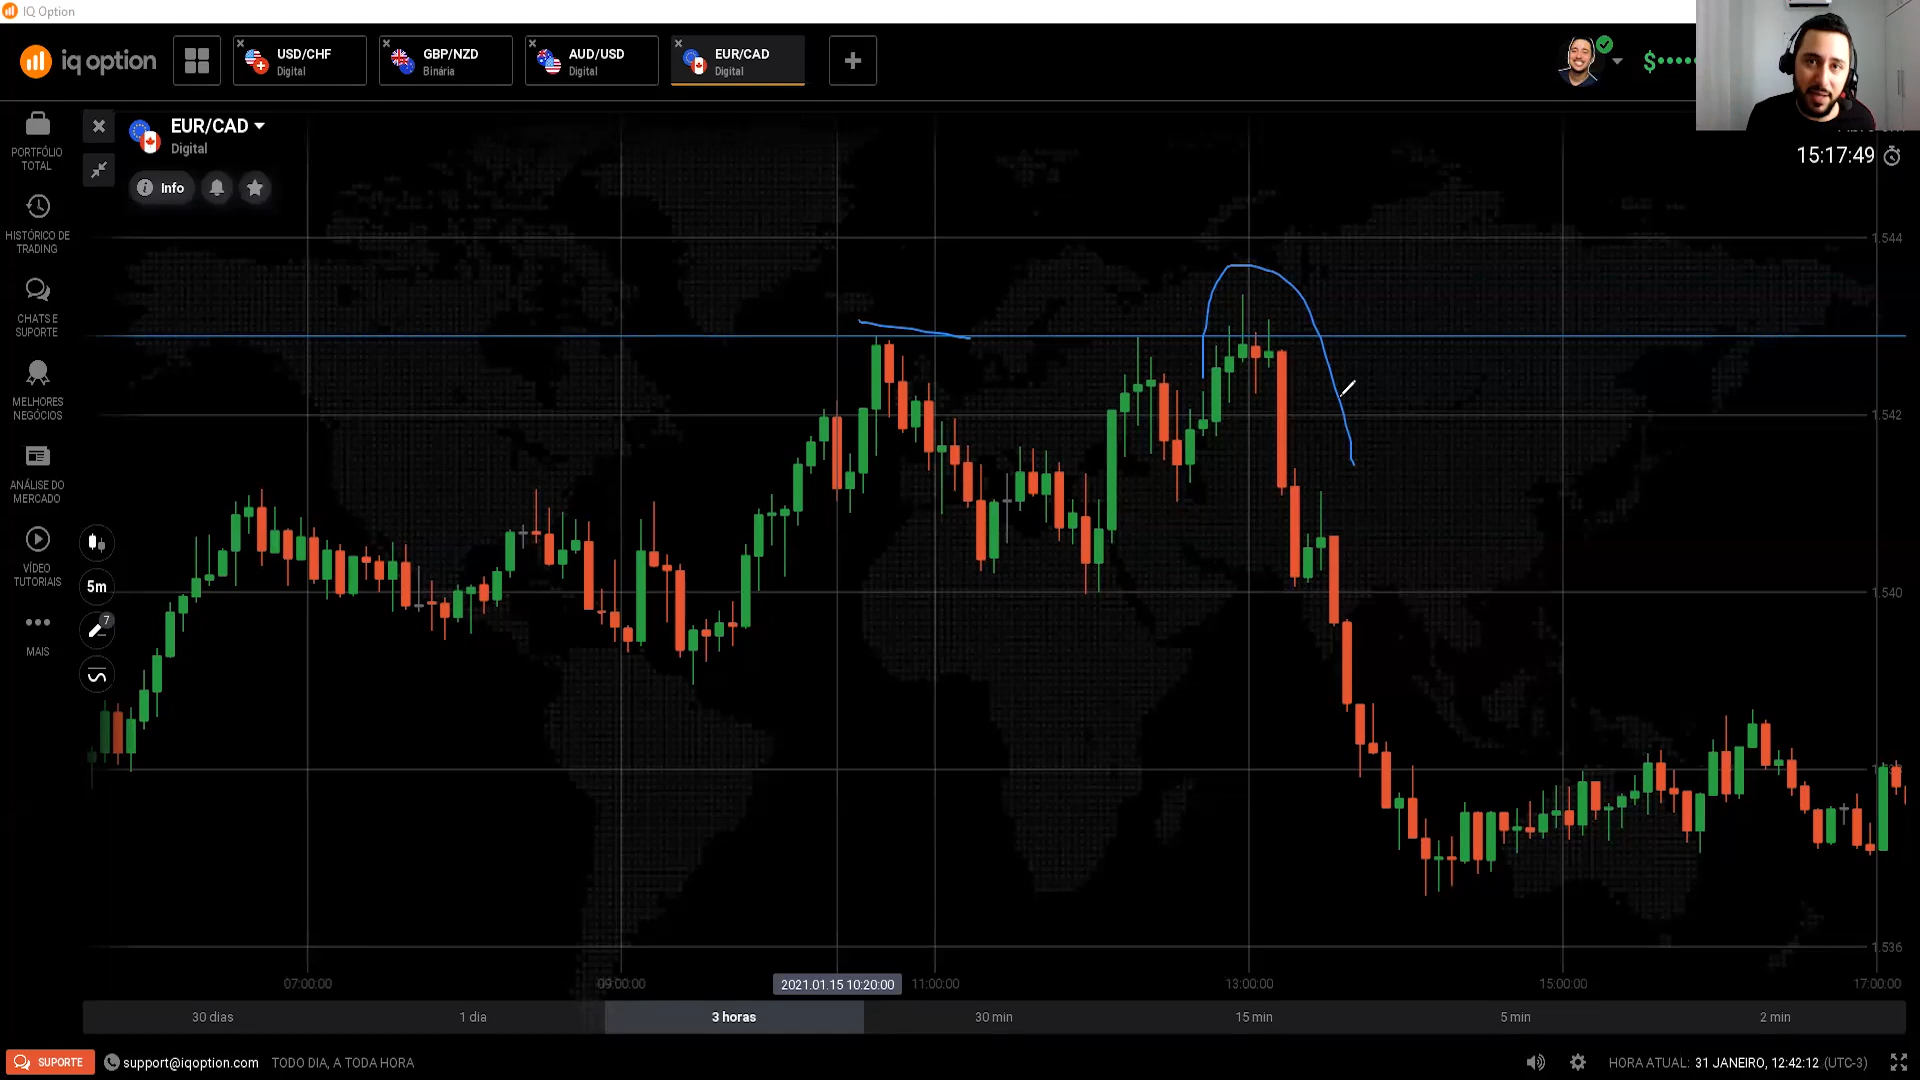 IQ Option
iq option
USD/CHF
Digital
GBP/NZD
Binária
AUD/USD
Digital
EUR/CAD
Digital
+
$
PORTFÓLIO
TOTAL
EUR/CAD
Digital
15:17:49
Info
HISTÓRICO DE
TRADING
1.544
CHATS E
SUPORTE
MELHORES
NEGÓCIOS
1.542
ANÁLISE DO
MERCADO
VÍDEO
TUTORIAIS
5m
1.540
7
MAIS
1.536
07:00:00
09:00:00
2021.01.15 10:20:00
11:00:00
13:00:00
15:00:00
17:00:00
30 dias
1 dia
3 horas
30 min
15 min
5 min
2 min
SUPORTE
support@iqoption.com
TODO DIA, A TODA HORA
HORA ATUAL: 31 JANEIRO, 12:42:12 (UTC-3)